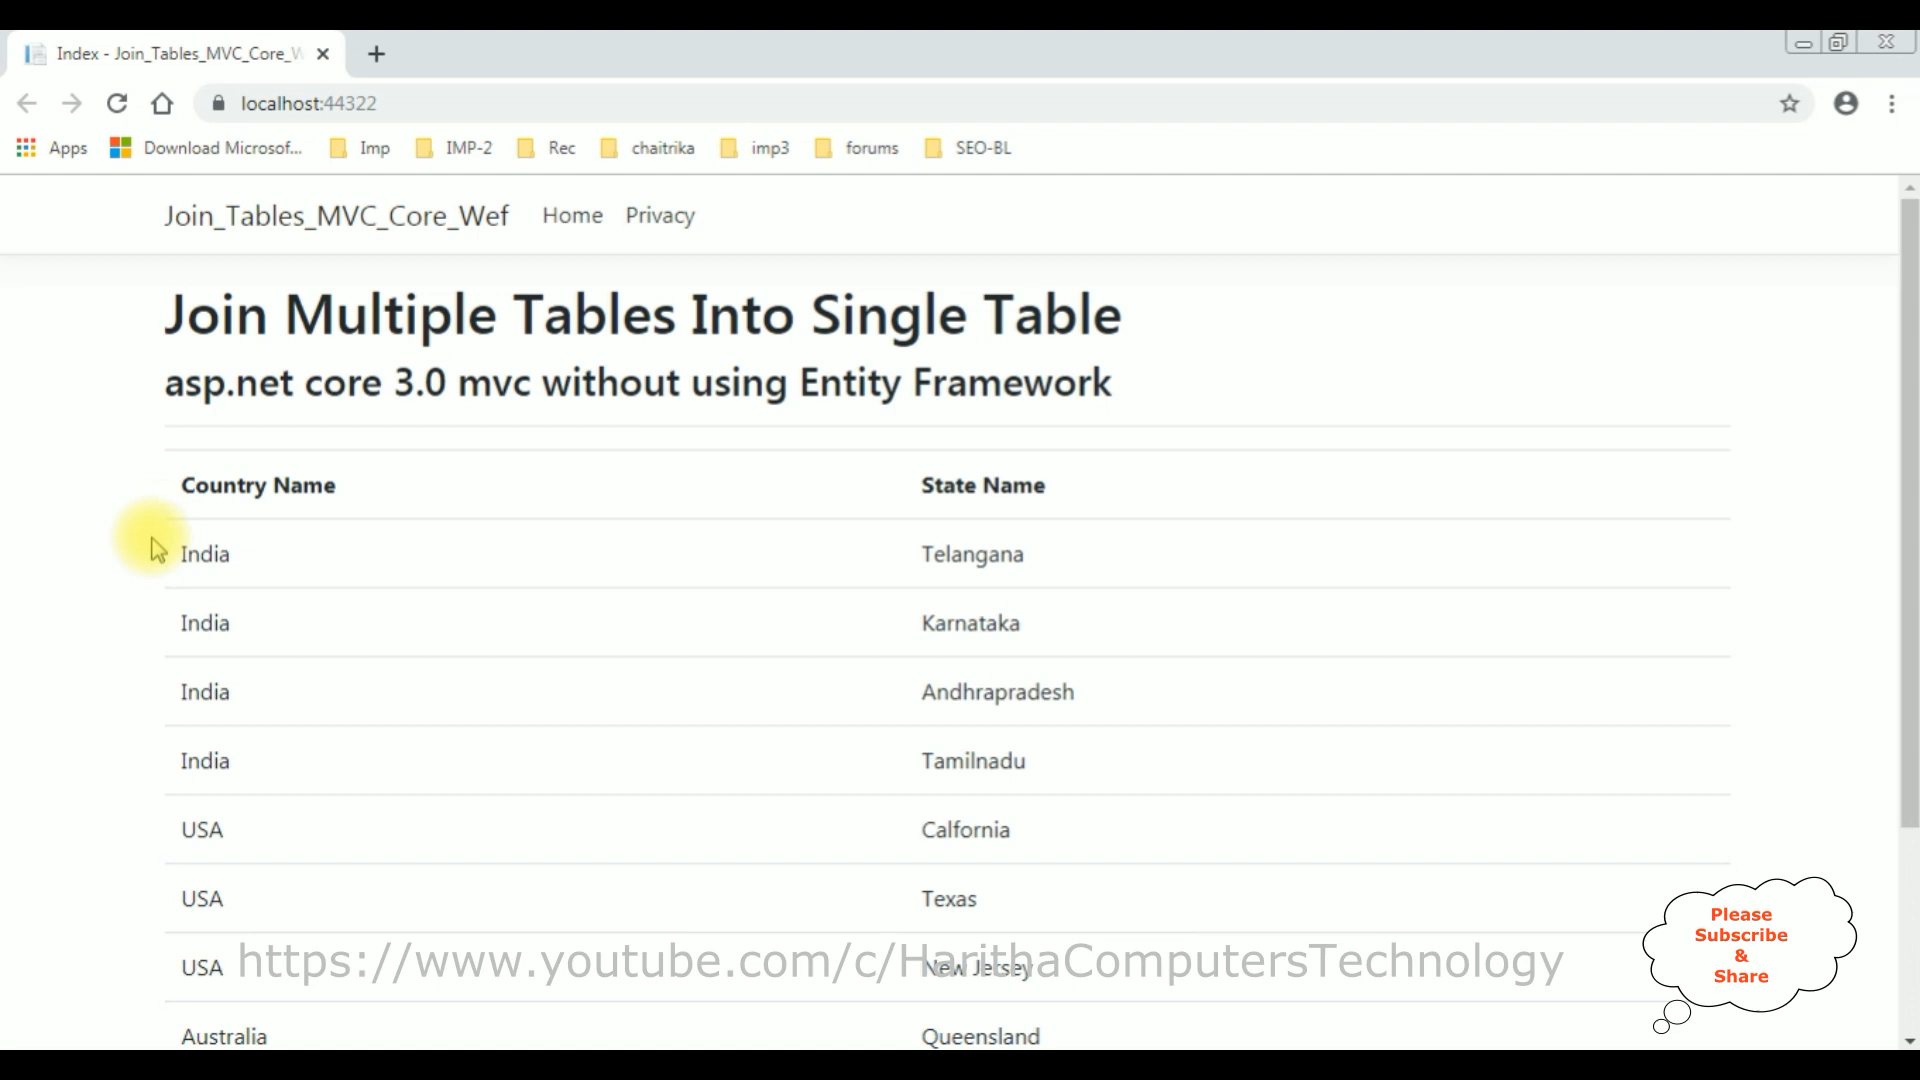 Index - Join_Tables_MVC_Core_W
localhost:44322
Apps Download Microsof... Imp IMP-2 Rec chaitrika imp3 forums SEO-BL
Join_Tables_MVC_Core_Wef Home Privacy
Join Multiple Tables Into Single Table
asp.net core 3.0 mvc without using Entity Framework
Country Name State Name
India Telangana
India Karnataka
India Andhrapradesh
India Tamilnadu
USA Calfornia
USA Texas
USA New Jersey
https://www.youtube.com/c/HarithaComputersTechnology
Australia Queensland
Please
Subscribe
&
Share